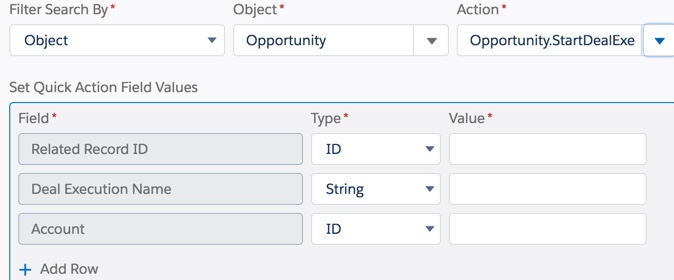 Filter Search By* Object* Action*
Object Opportunity Opportunity.StartDealExe
Set Quick Action Field Values
Field* Type* Value*
Related Record ID ID
Deal Execution Name String
Account ID
+ Add Row